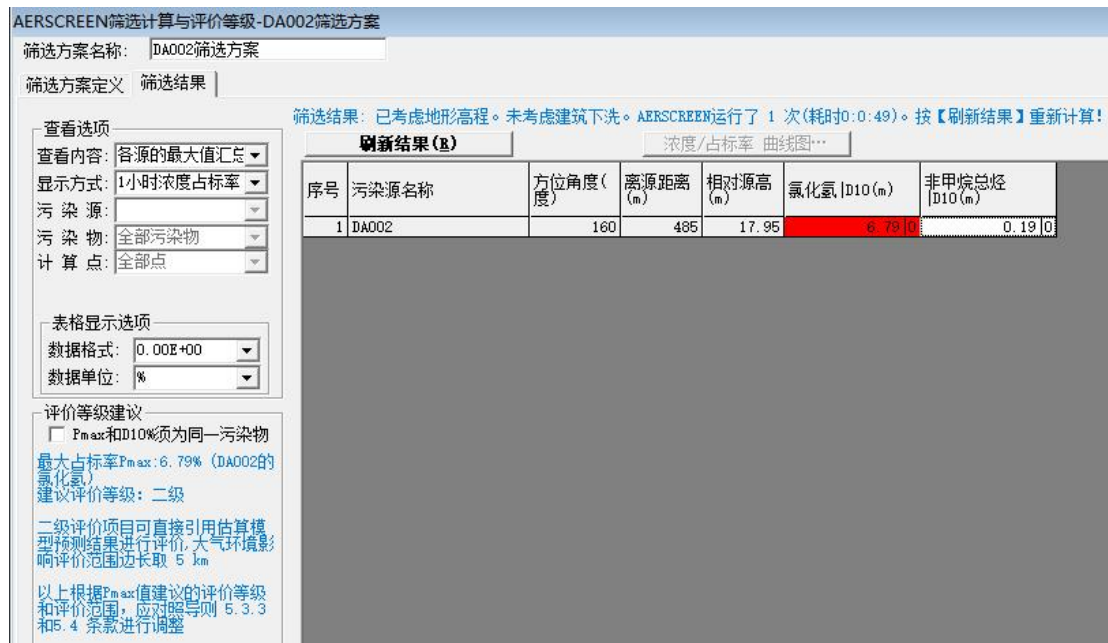 AERSCREEN筛选计算与评价等级-DA002筛选方案
筛选方案名称: DA002筛选方案
筛选方案定义 筛选结果
筛选结果: 已考虑地形高程。未考虑建筑下洗。AERSCREEN运行了 1 次(耗时0:0:49)。按【刷新结果】重新计算!
刷新结果(R) 浓度/占标率 曲线图…
查看选项
查看内容: 各源的最大值汇总
显示方式: 1小时浓度占标率
污 染 源:
污 染 物: 全部污染物
计 算 点: 全部点
序号 污染源名称 方位角度(度) 离源距离(m) 相对源高(m) 氯化氢|D10(m) 非甲烷总烃|D10(m)
1 DA002 160 485 17.95 6.79|0 0.19|0
表格显示选项
数据格式: 0.00E+00
数据单位: %
评价等级建议
Pmax和D10%须为同一污染物
最大占标率Pmax:6.79% (DA002的
氯化氢)
建议评价等级: 二级
二级评价项目可直接引用估算模
型预测结果进行评价,大气环境影
响评价范围边长取 5 km
以上根据Pmax值建议的评价等级
和评价范围,应对照导则 5.3.3
和5.4 条款进行调整